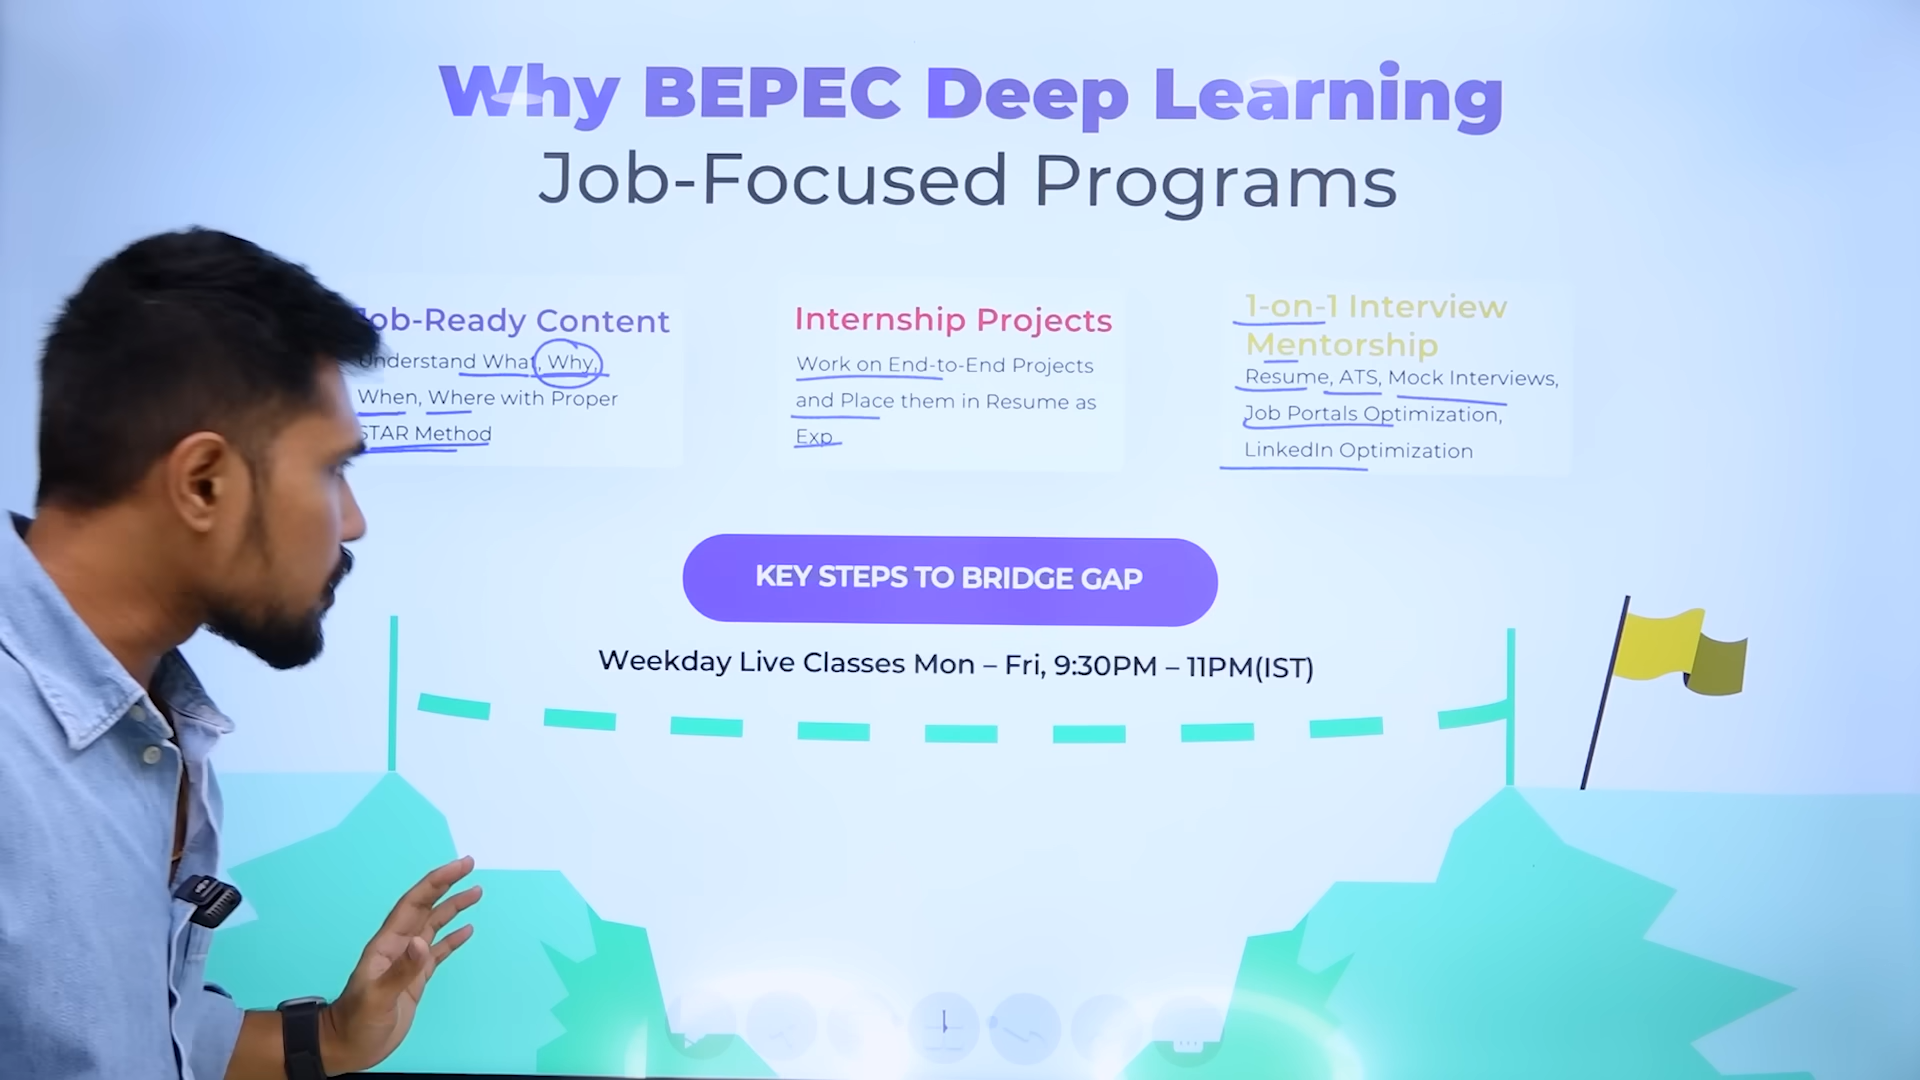 Why BEPEC Deep Learning
Job-Focused Programs
Job-Ready Content
Understand What, Why,
When, Where with Proper
STAR Method
Internship Projects
Work on End-to-End Projects
and Place them in Resume as
Exp
1-on-1 Interview
Mentorship
Resume, ATS, Mock Interviews,
Job Portals Optimization,
LinkedIn Optimization
KEY STEPS TO BRIDGE GAP
Weekday Live Classes Mon – Fri, 9:30PM – 11PM(IST)